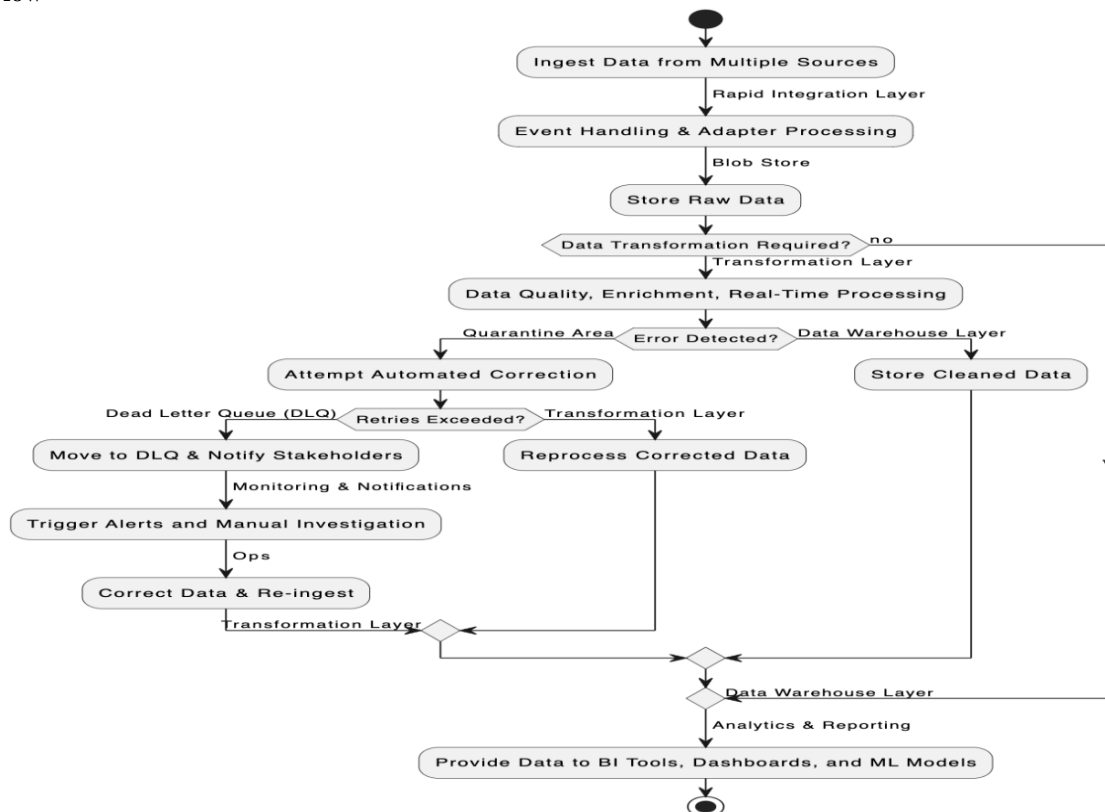 Ingest Data from Multiple Sources
Rapid Integration Layer
Event Handling & Adapter Processing
Blob Store
Store Raw Data
Data Transformation Required?
no
Transformation Layer
Data Quality, Enrichment, Real-Time Processing
Quarantine Area
Error Detected?
Data Warehouse Layer
Attempt Automated Correction
Store Cleaned Data
Dead Letter Queue (DLQ)
Retries Exceeded?
Transformation Layer
Move to DLQ & Notify Stakeholders
Reprocess Corrected Data
Monitoring & Notifications
Trigger Alerts and Manual Investigation
Ops
Correct Data & Re-ingest
Transformation Layer
Data Warehouse Layer
Analytics & Reporting
Provide Data to BI Tools, Dashboards, and ML Models